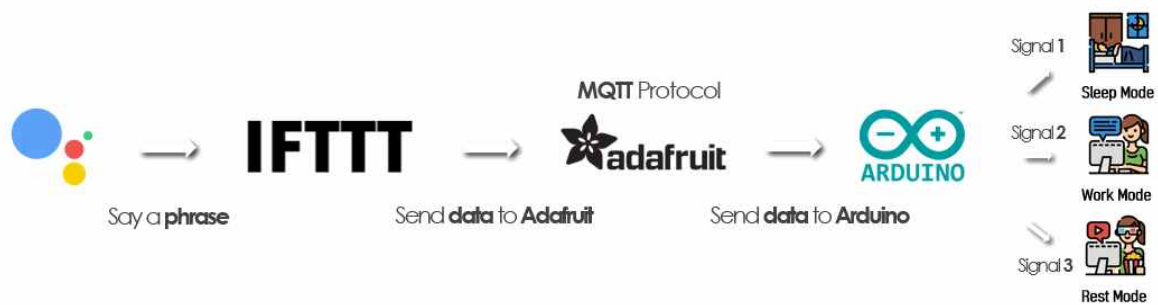 Signal 1
Sleep Mode
MQTT Protocol
IFTTT
adafruit
ARDUINO
Signal 2
Work Mode
Say a phrase
Send data to Adafruit
Send data to Arduino
Signal 3
Rest Mode